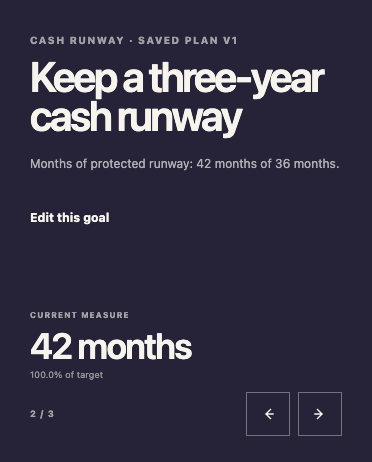 CASH RUNWAY · SAVED PLAN V1
Keep a three-year
cash runway
Months of protected runway: 42 months of 36 months.
Edit this goal
CURRENT MEASURE
42 months
100.0% of target
2 / 3
← →